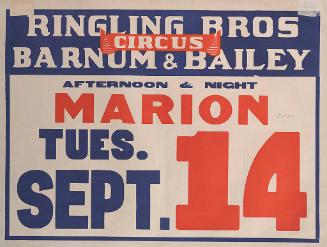 RINGLING BROS
CIRCUS
BARNUM & BAILEY
AFTERNOON & NIGHT
MARION
TUES.
SEPT. 14